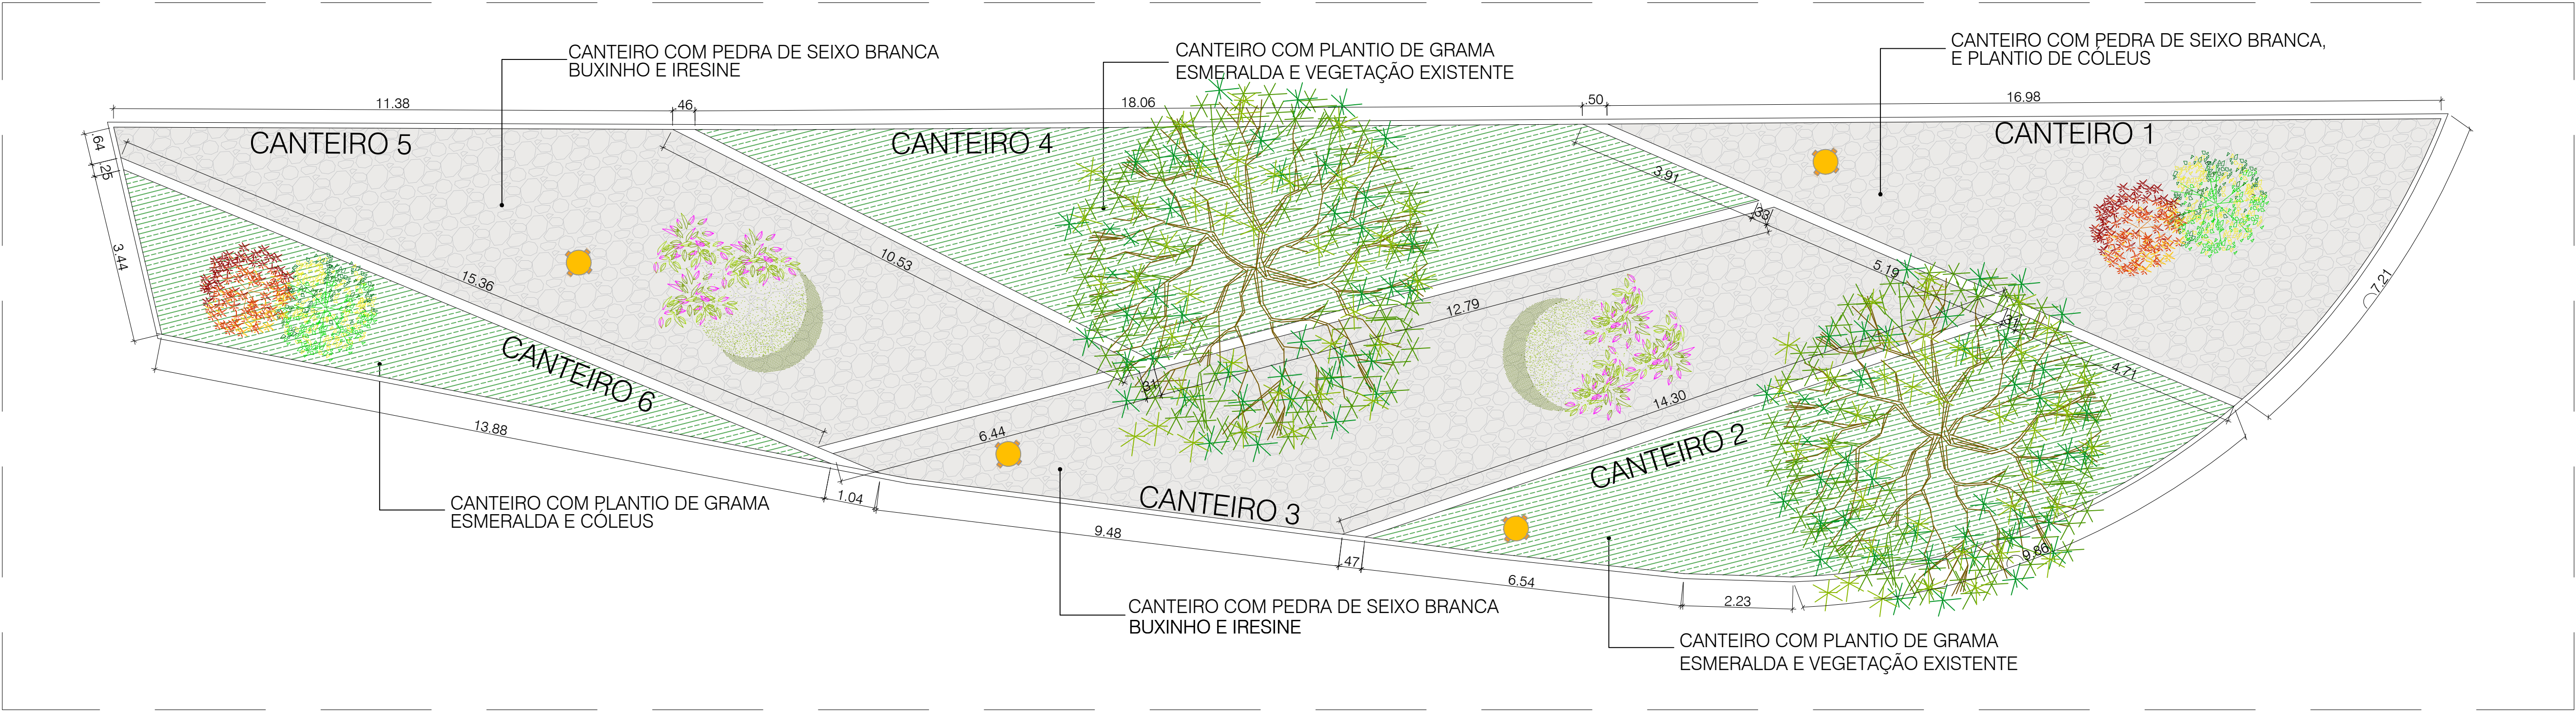 CANTEIRO COM PEDRA DE SEIXO BRANCA
BUXINHO E IRESINE
CANTEIRO COM PLANTIO DE GRAMA
ESMERALDA E VEGETAÇÃO EXISTENTE
CANTEIRO COM PEDRA DE SEIXO BRANCA,
E PLANTIO DE CÓLEUS
11.38
.46
18.06
.50
16.98
CANTEIRO 5
CANTEIRO 4
CANTEIRO 1
.64
.25
3.44
15.36
10.53
3.91
.33
5.19
.31
4.71
7.21
12.79
14.30
.31
6.44
CANTEIRO 6
CANTEIRO 2
CANTEIRO 3
13.88
1.04
9.48
.47
6.54
2.23
9.86
CANTEIRO COM PLANTIO DE GRAMA
ESMERALDA E CÓLEUS
CANTEIRO COM PEDRA DE SEIXO BRANCA
BUXINHO E IRESINE
CANTEIRO COM PLANTIO DE GRAMA
ESMERALDA E VEGETAÇÃO EXISTENTE